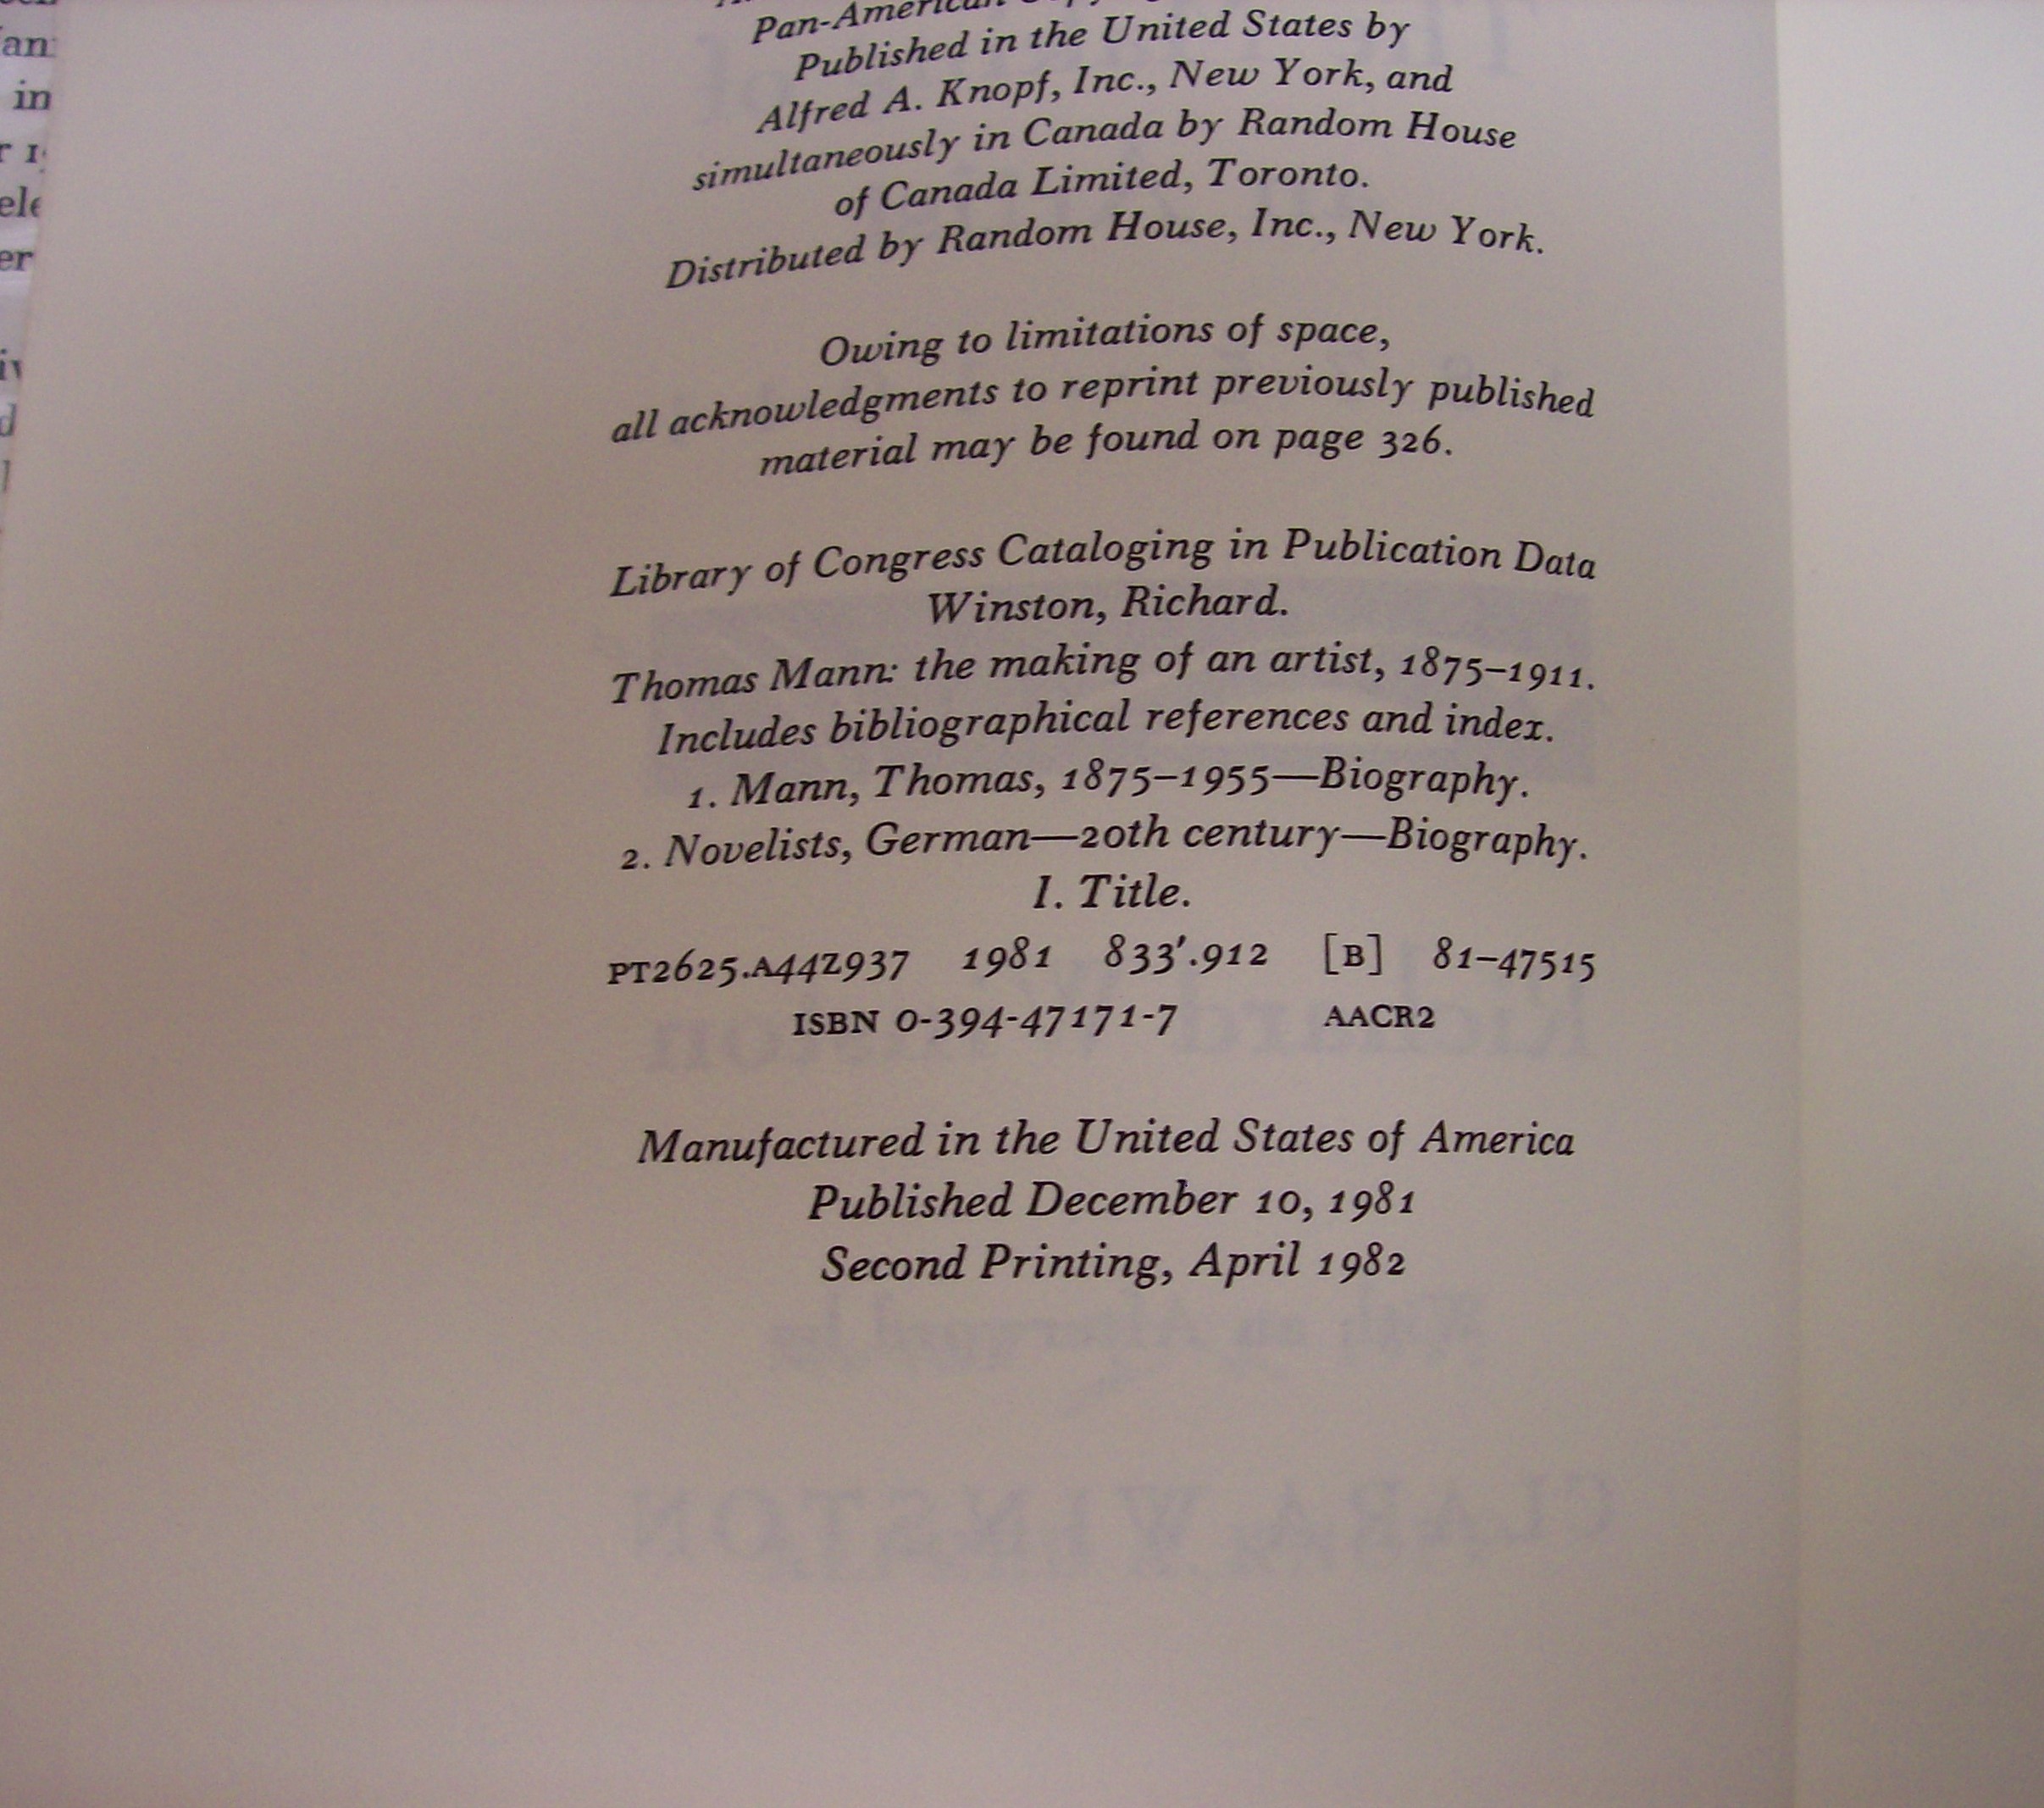 Pan-American
Published in the United States by
Alfred A. Knopf, Inc., New York, and
simultaneously in Canada by Random House
of Canada Limited, Toronto.
Distributed by Random House, Inc., New York.
Owing to limitations of space,
all acknowledgments to reprint previously published
material may be found on page 326.
Library of Congress Cataloging in Publication Data
Winston, Richard.
Thomas Mann: the making of an artist, 1875–1911.
Includes bibliographical references and index.
1. Mann, Thomas, 1875–1955—Biography.
2. Novelists, German—20th century—Biography.
I. Title.
PT2625.A44Z937 1981 833′.912 [B] 81–47515
ISBN 0-394-47171-7 AACR2
Manufactured in the United States of America
Published December 10, 1981
Second Printing, April 1982